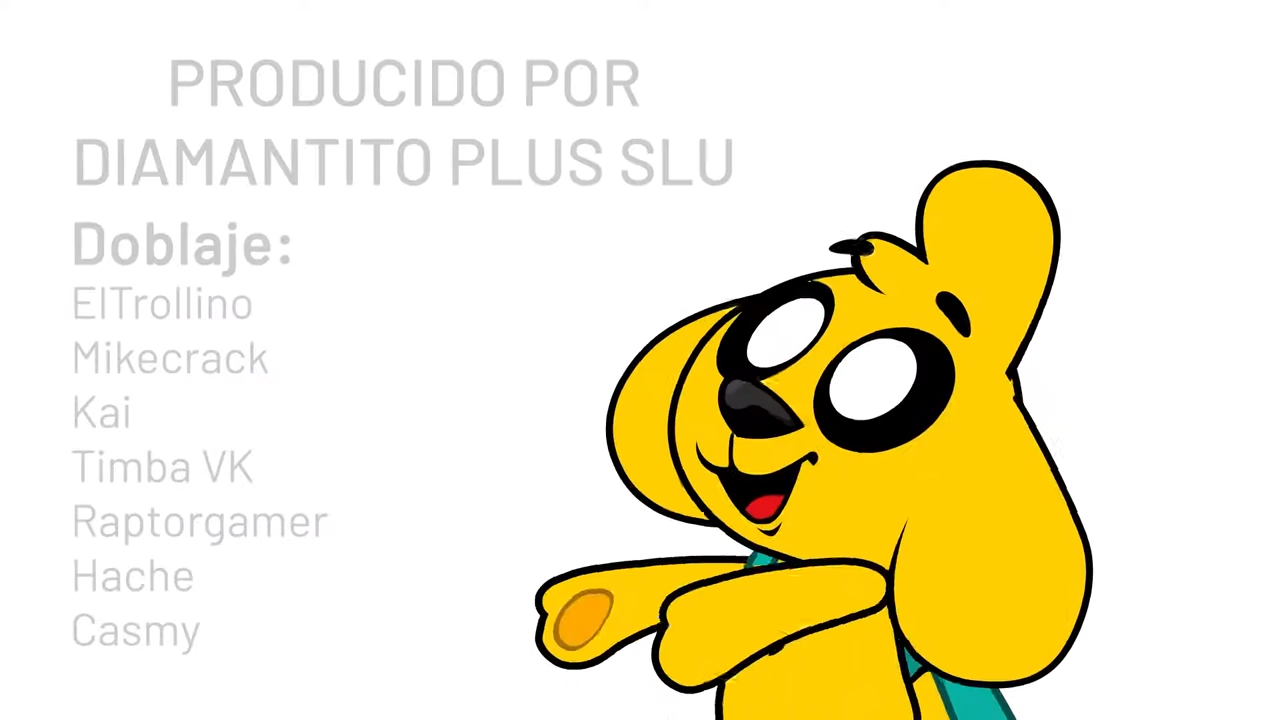 PRODUCIDO POR
DIAMANTITO PLUS SLU
Doblaje:
ElTrollino
Mikecrack
Kai
Timba VK
Raptorgamer
Hache
Casmy